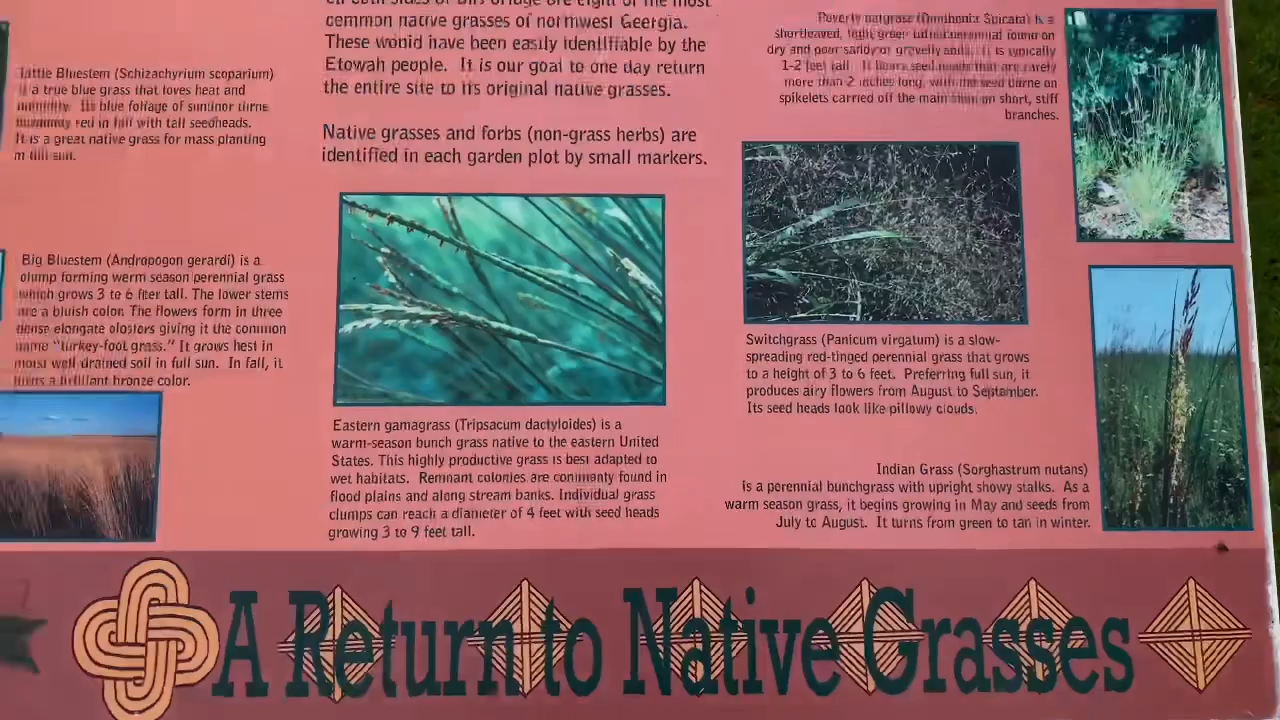 common native grasses of northwest Georgia.
These would have been easily identifiable by the
Etowah people. It is our goal to one day return
the entire site to its original native grasses.
Native grasses and forbs (non-grass herbs) are
identified in each garden plot by small markers.
Little Bluestem (Schizachyrium scoparium)
is a true blue grass that loves heat and
humidity. Its blue foliage of summer turns
red in fall with tall seedheads.
It is a great native grass for mass planting
in full sun.
Big Bluestem (Andropogon gerardi) is a
clump forming warm season perennial grass
which grows 3 to 6 feet tall. The lower stems
are a bluish color. The flowers form in three
dense elongate clusters giving it the common
name "turkey-foot grass." It grows best in
moist well-drained soil in full sun. In fall, it
turns a brilliant bronze color.
Eastern gamagrass (Tripsacum dactyloides) is a
warm-season bunch grass native to the eastern United
States. This highly productive grass is best adapted to
wet habitats. Remnant colonies are commonly found in
flood plains and along stream banks. Individual grass
clumps can reach a diameter of 4 feet with seed heads
growing 3 to 9 feet tall.
Poverty oatgrass (Danthonia Spicata) is a
shortleaved, light green perennial found on
dry and poor sandy or gravelly soils. It is typically
1-2 feet tall. It bears seed heads that are rarely
more than 2 inches long, with the seed borne on
spikelets carried off the main stem on short, stiff
branches.
Switchgrass (Panicum virgatum) is a slow-
spreading red-tinged perennial grass that grows
to a height of 3 to 6 feet. Preferring full sun, it
produces airy flowers from August to September.
Its seed heads look like pillowy clouds.
Indian Grass (Sorghastrum nutans)
is a perennial bunchgrass with upright showy stalks. As a
warm season grass, it begins growing in May and seeds from
July to August. It turns from green to tan in winter.
A Return to Native Grasses